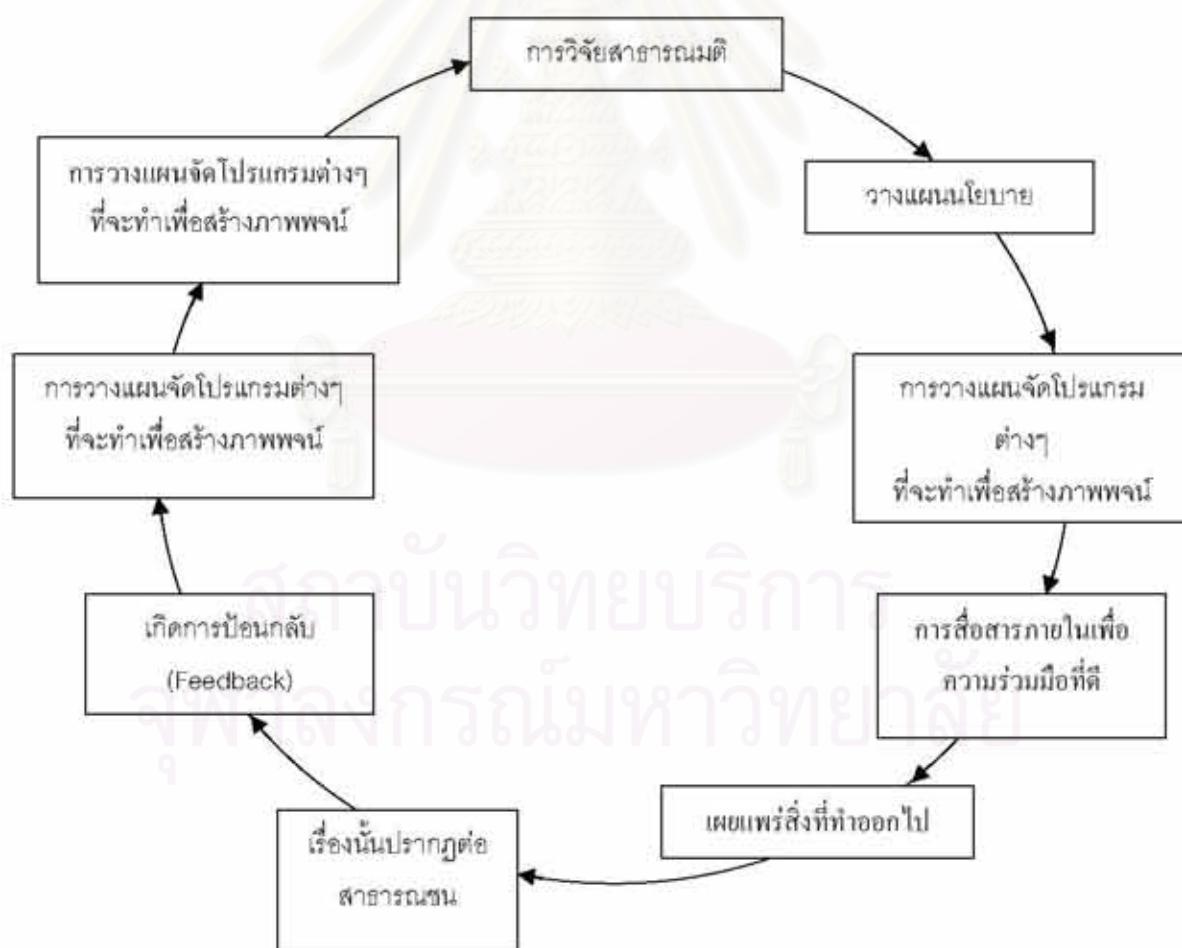 การวิจัยสาธารณมติ
วางแผนนโยบาย
การวางแผนจัดโปรแกรม
ต่างๆ
ที่จะทำเพื่อสร้างภาพพจน์
การสื่อสารภายในเพื่อ
ความร่วมมือที่ดี
เผยแพร่สิ่งที่ทำออกไป
เรื่องนั้นปรากฏต่อ
สาธารณชน
เกิดการป้อนกลับ
(Feedback)
การวางแผนจัดโปรแกรมต่างๆ
ที่จะทำเพื่อสร้างภาพพจน์
การวางแผนจัดโปรแกรมต่างๆ
ที่จะทำเพื่อสร้างภาพพจน์
สถาบันวิทยบริการ
จุฬาลงกรณ์มหาวิทยาลัย